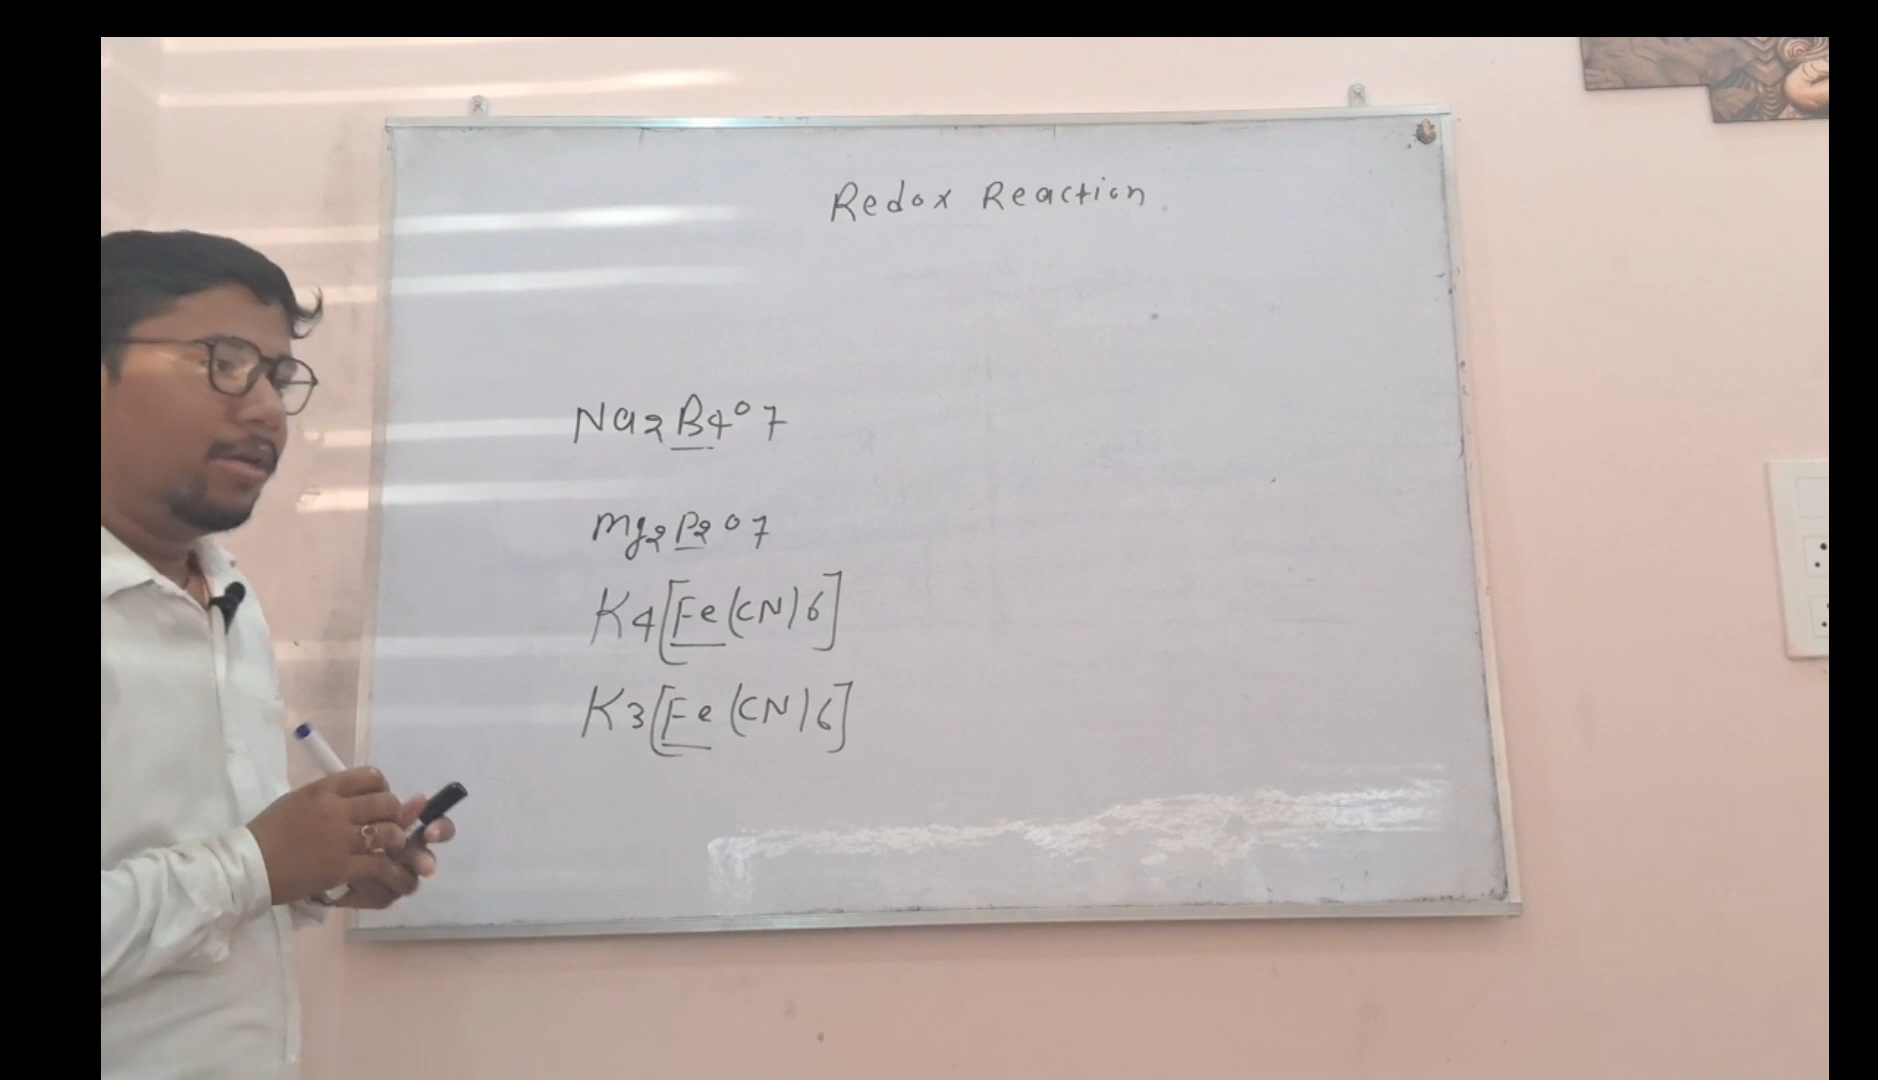 Redox Reaction
Na2B4O7
Mg2P2O7
K4[Fe(CN)6]
K3[Fe(CN)6]